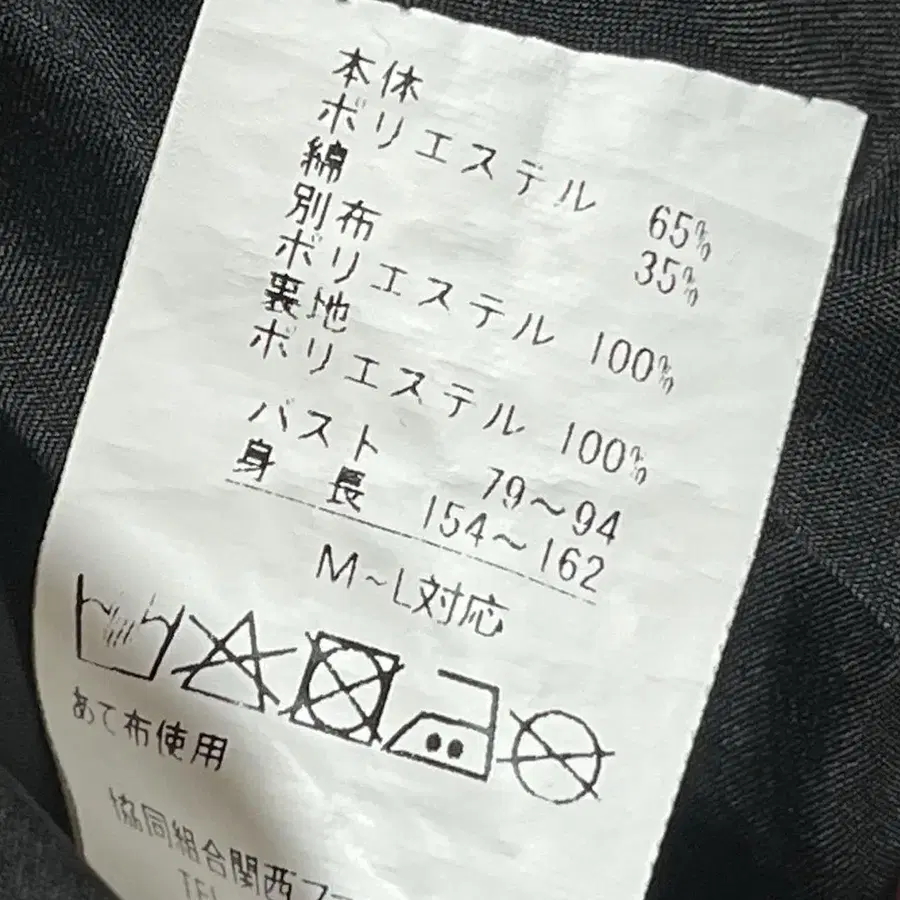 本体
ポリエステル 65%
綿 35%
別布
ポリエステル 100%
裏地
ポリエステル 100%
バスト 79～94
身長 154～162
M～L対応
あて布使用
協同組合関西フ
TEL